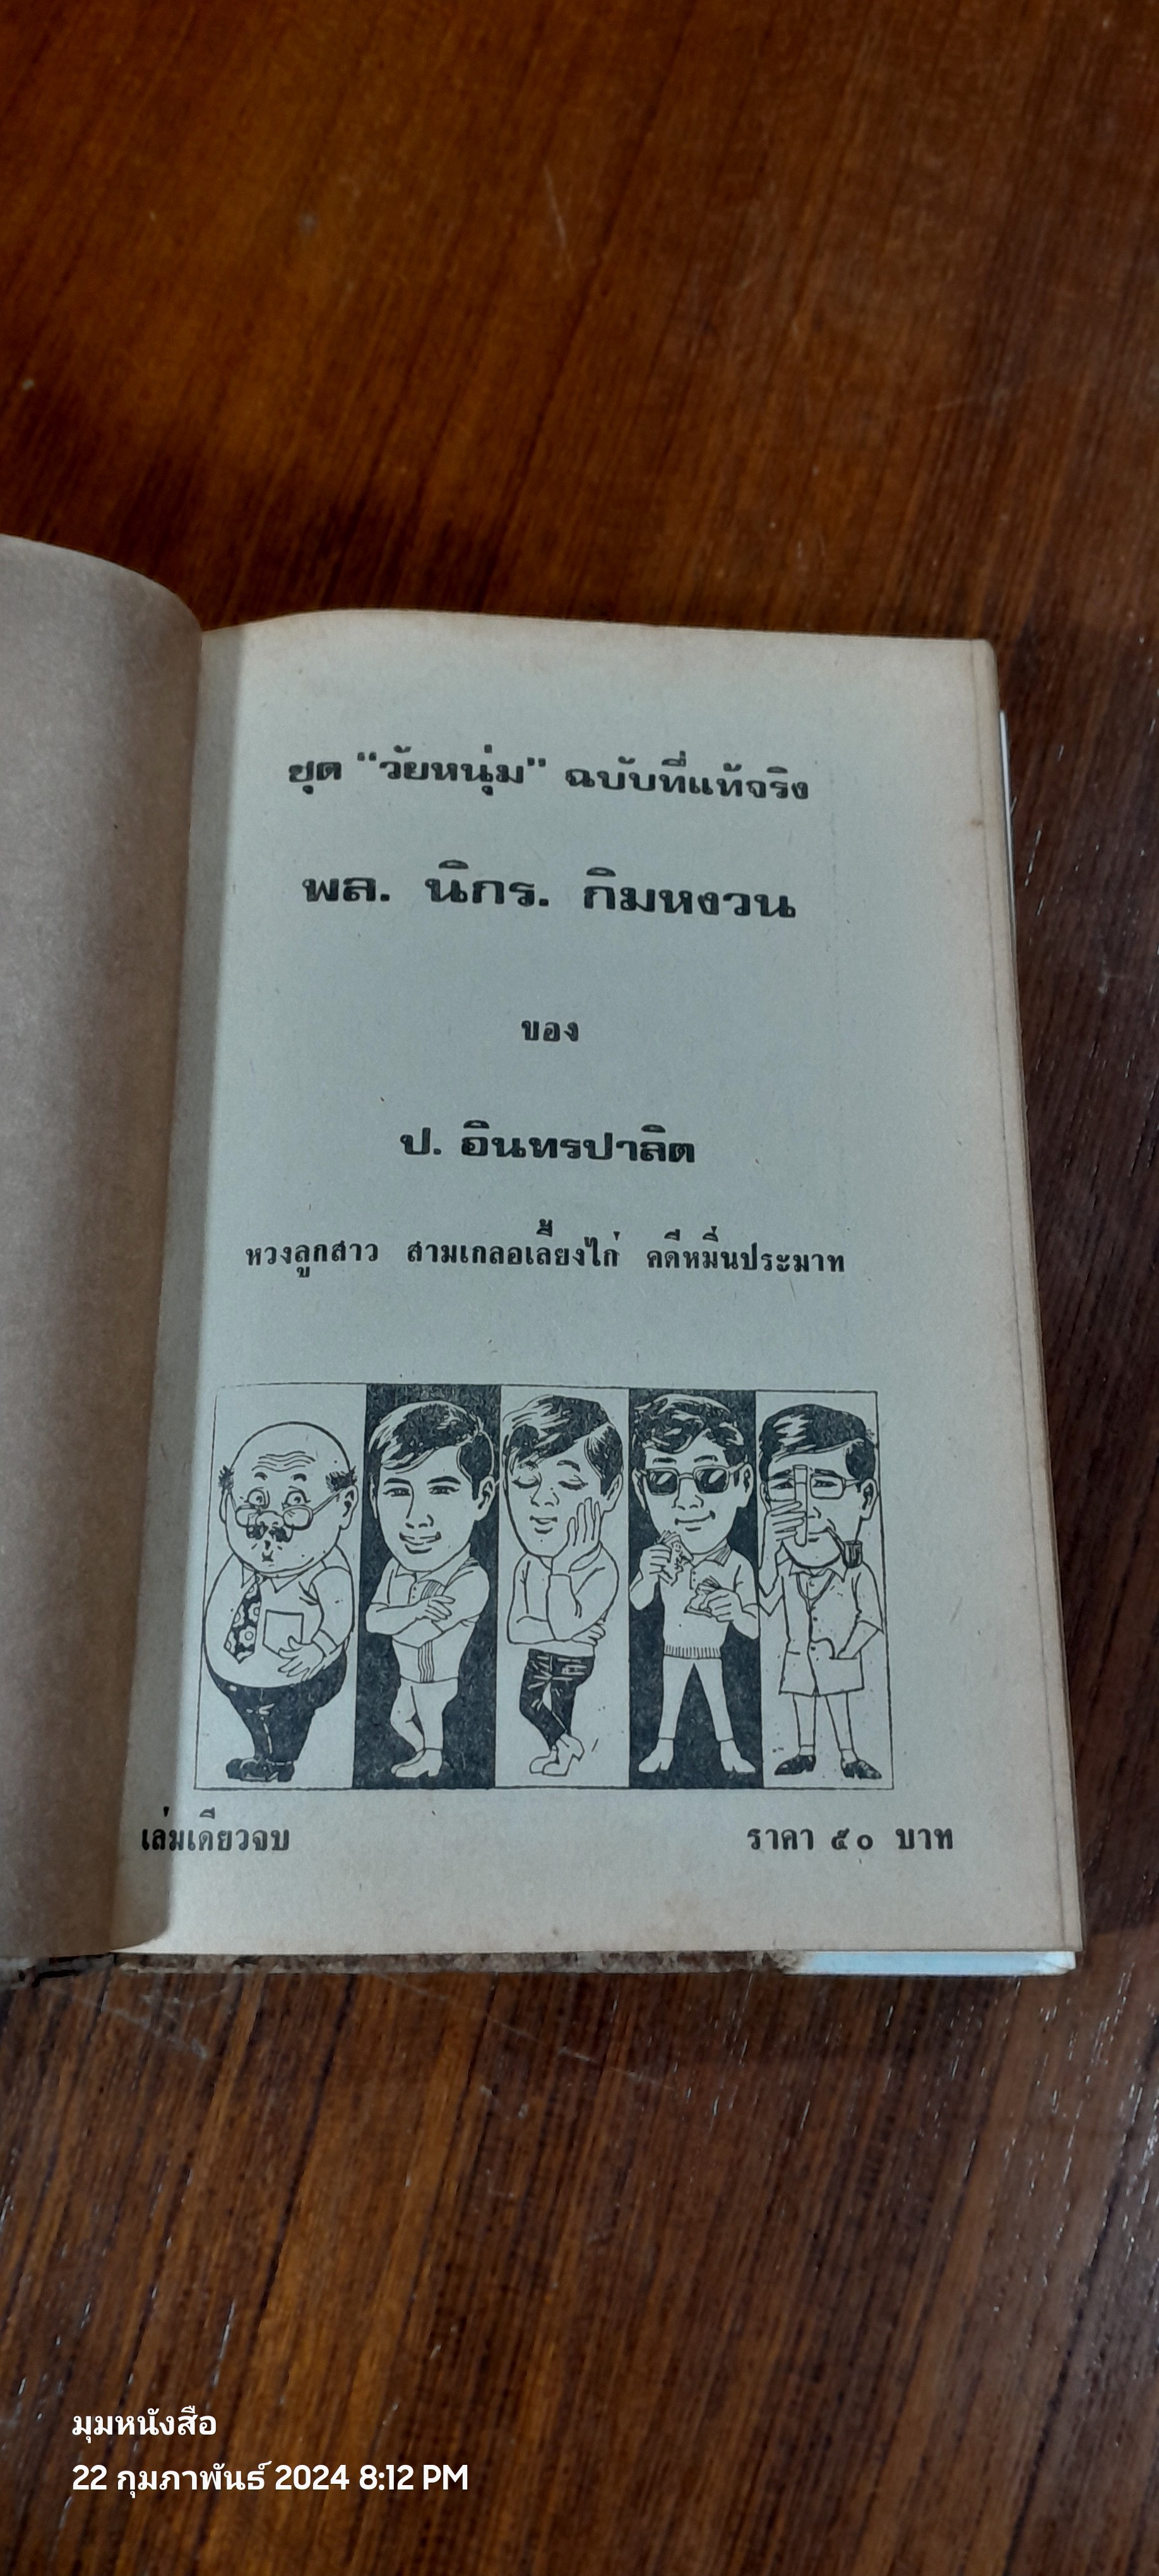 ชุด "วัยหนุ่ม" ฉบับที่แท้จริง
พล. นิกร. กิมหงวน
ของ
ป. อินทรปาลิต
หวงลูกสาว สามเกลอเลี้ยงไก่ คดีหมิ่นประมาท
เล่มเดียวจบ ราคา ๕๐ บาท
มุมหนังสือ
22 กุมภาพันธ์ 2024 8:12 PM